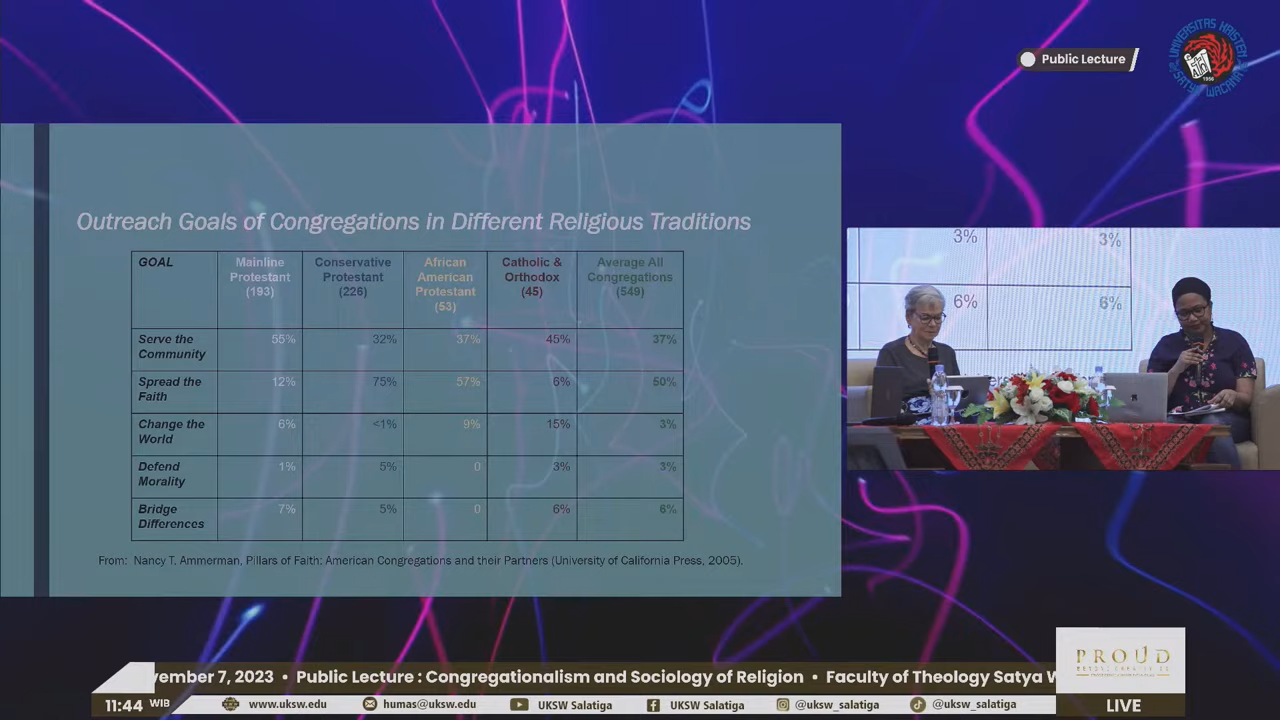 Public Lecture
UNIVERSITAS KRISTEN
SATYA WACANA
1956
Outreach Goals of Congregations in Different Religious Traditions
GOAL
Mainline
Protestant
(193)
Conservative
Protestant
(226)
African
American
Protestant
(53)
Catholic &
Orthodox
(45)
Average All
Congregations
(549)
Serve the
Community
55%
32%
37%
45%
37%
Spread the
Faith
12%
75%
57%
6%
50%
Change the
World
6%
<1%
9%
15%
3%
Defend
Morality
1%
5%
0
3%
3%
Bridge
Differences
7%
5%
0
6%
6%
From: Nancy T. Ammerman, Pillars of Faith: American Congregations and their Partners (University of California Press, 2005).
3%
3%
6%
6%
vember 7, 2023 • Public Lecture : Congregationalism and Sociology of Religion • Faculty of Theology Satya W
PROUD
11:44 WIB
www.uksw.edu
humas@uksw.edu
UKSW Salatiga
UKSW Salatiga
@uksw_salatiga
@uksw_salatiga
LIVE